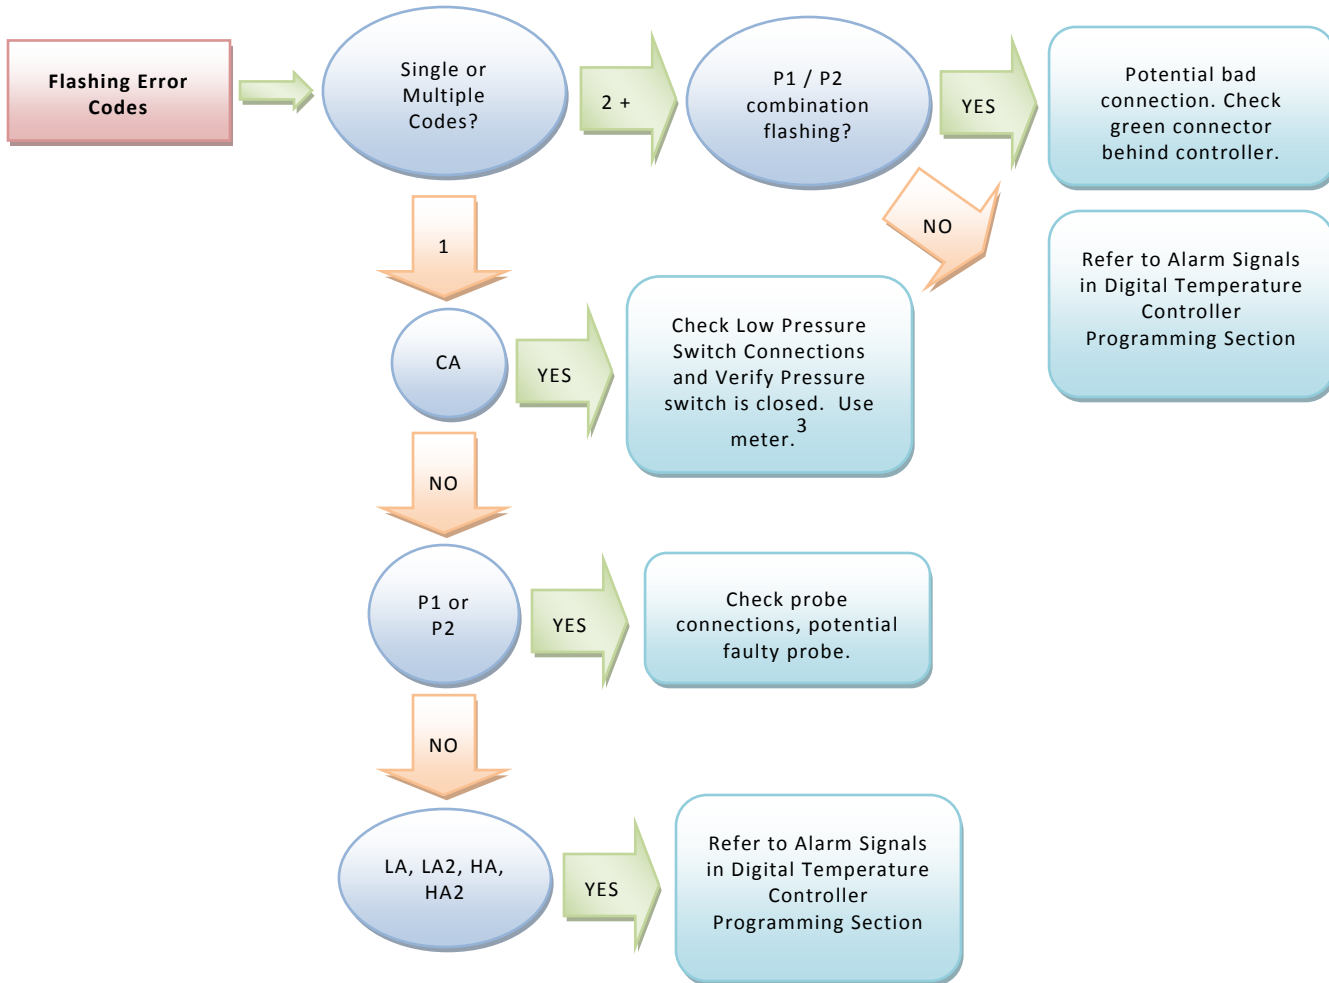 Flashing Error
Codes
Single or
Multiple
Codes?
2 +
P1 / P2
combination
flashing?
YES
Potential bad
connection. Check
green connector
behind controller.
NO
Refer to Alarm Signals
in Digital Temperature
Controller
Programming Section
1
CA
YES
Check Low Pressure
Switch Connections
and Verify Pressure
switch is closed.  Use
meter.3
NO
P1 or
P2
YES
Check probe
connections, potential
faulty probe.
NO
LA, LA2, HA,
HA2
YES
Refer to Alarm Signals
in Digital Temperature
Controller
Programming Section